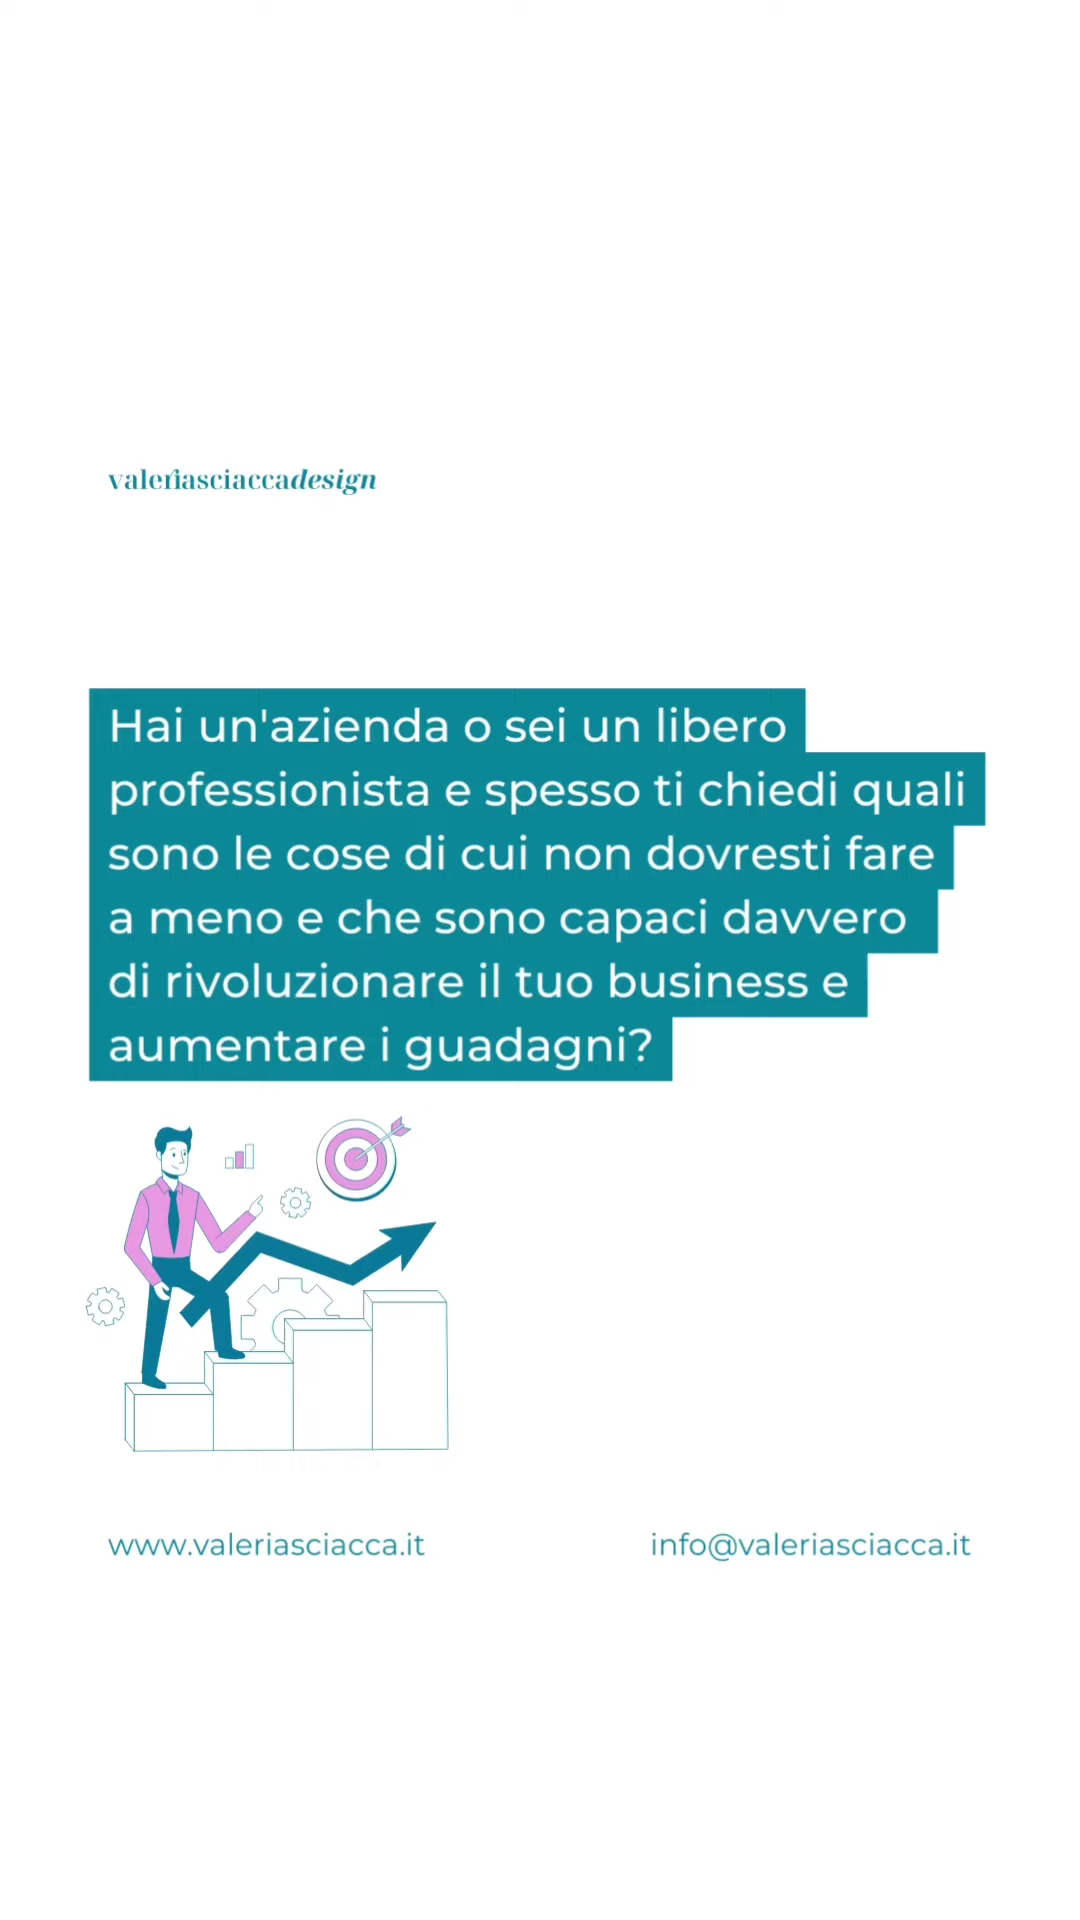 valeriasciaccadesign
Hai un'azienda o sei un libero
professionista e spesso ti chiedi quali
sono le cose di cui non dovresti fare
a meno e che sono capaci davvero
di rivoluzionare il tuo business e
aumentare i guadagni?
www.valeriasciacca.it
info@valeriasciacca.it